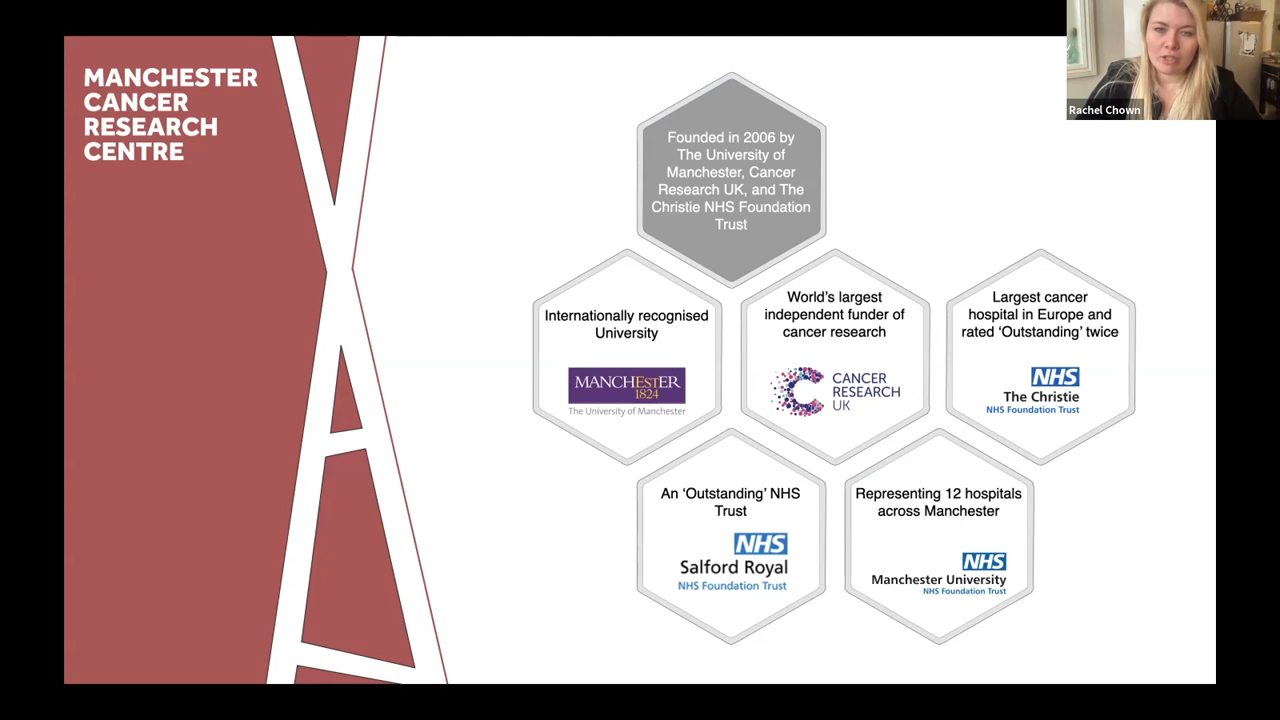 MANCHESTER
CANCER
RESEARCH
CENTRE
Rachel Chown
Founded in 2006 by
The University of
Manchester, Cancer
Research UK, and The
Christie NHS Foundation
Trust
Internationally recognised
University
MANCHESTER
1824
The University of Manchester
World's largest
independent funder of
cancer research
CANCER
RESEARCH
UK
Largest cancer
hospital in Europe and
rated 'Outstanding' twice
NHS
The Christie
NHS Foundation Trust
An 'Outstanding' NHS
Trust
NHS
Salford Royal
NHS Foundation Trust
Representing 12 hospitals
across Manchester
NHS
Manchester University
NHS Foundation Trust